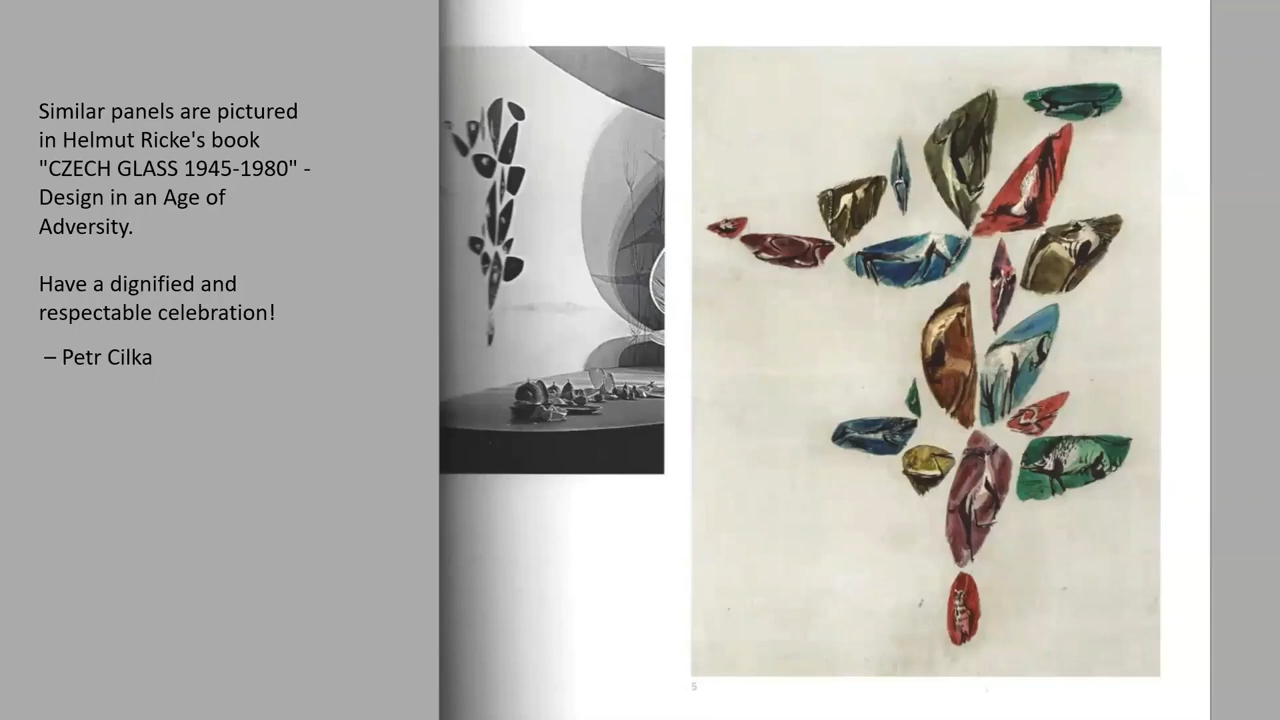 Similar panels are pictured
in Helmut Ricke's book
"CZECH GLASS 1945-1980" -
Design in an Age of
Adversity.
Have a dignified and
respectable celebration!
– Petr Cilka
5